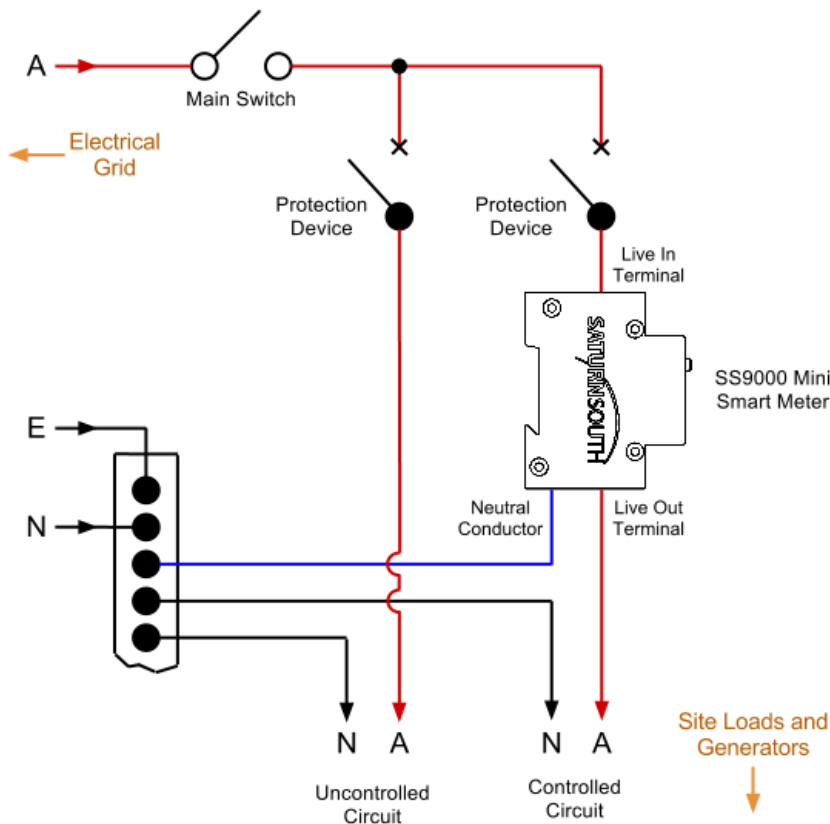 A
Main Switch
Electrical
Grid
Protection
Device
Protection
Device
Live In
Terminal
SATURNSOUTH
SS9000 Mini
Smart Meter
E
N
Neutral
Conductor
Live Out
Terminal
N
A
N
A
Uncontrolled
Circuit
Controlled
Circuit
Site Loads and
Generators